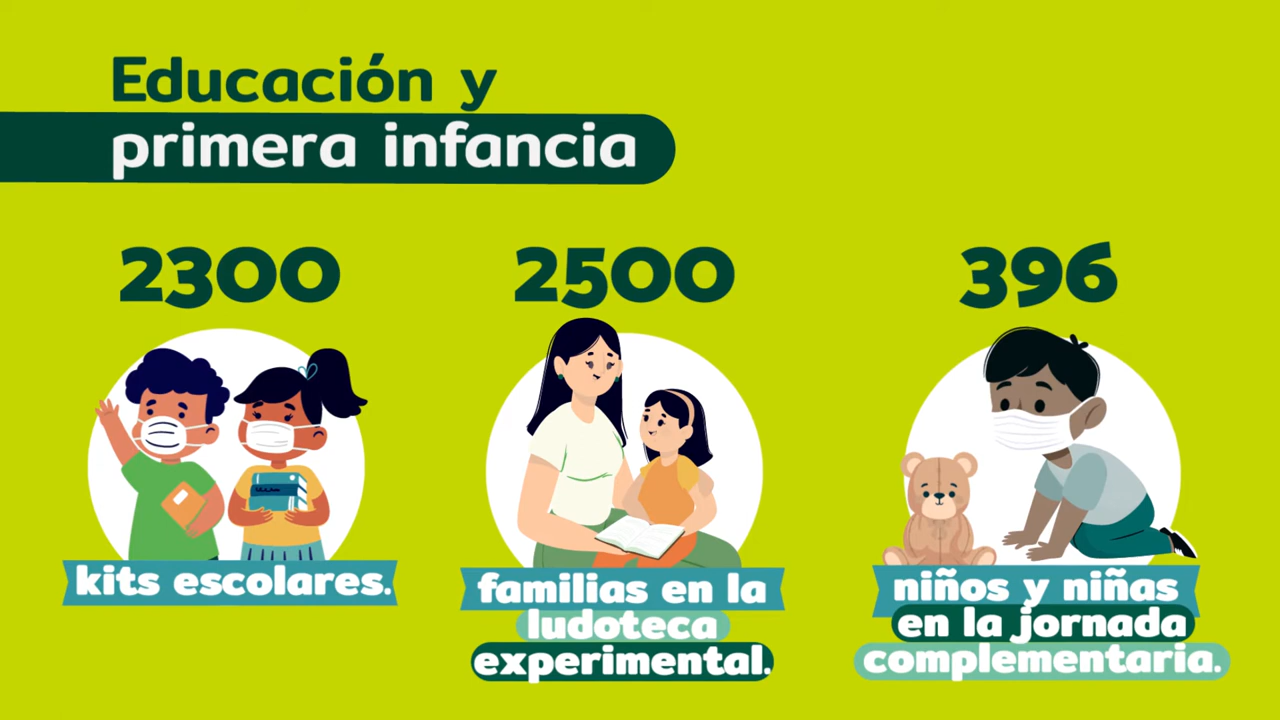 Educación y
primera infancia
2300
kits escolares.
2500
familias en la
ludoteca
experimental.
396
niños y niñas
en la jornada
complementaria.